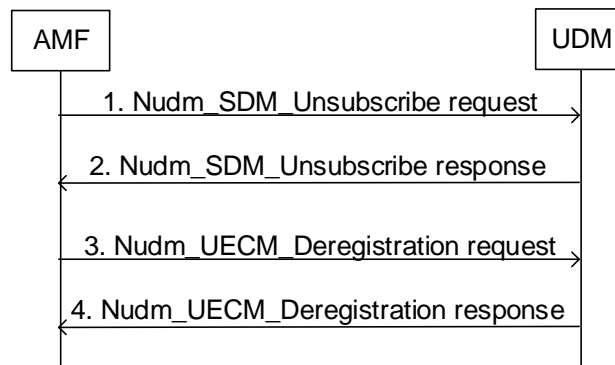 AMF
UDM
1. Nudm_SDM_Unsubscribe request
2. Nudm_SDM_Unsubscribe response
3. Nudm_UECM_Deregistration request
4. Nudm_UECM_Deregistration response